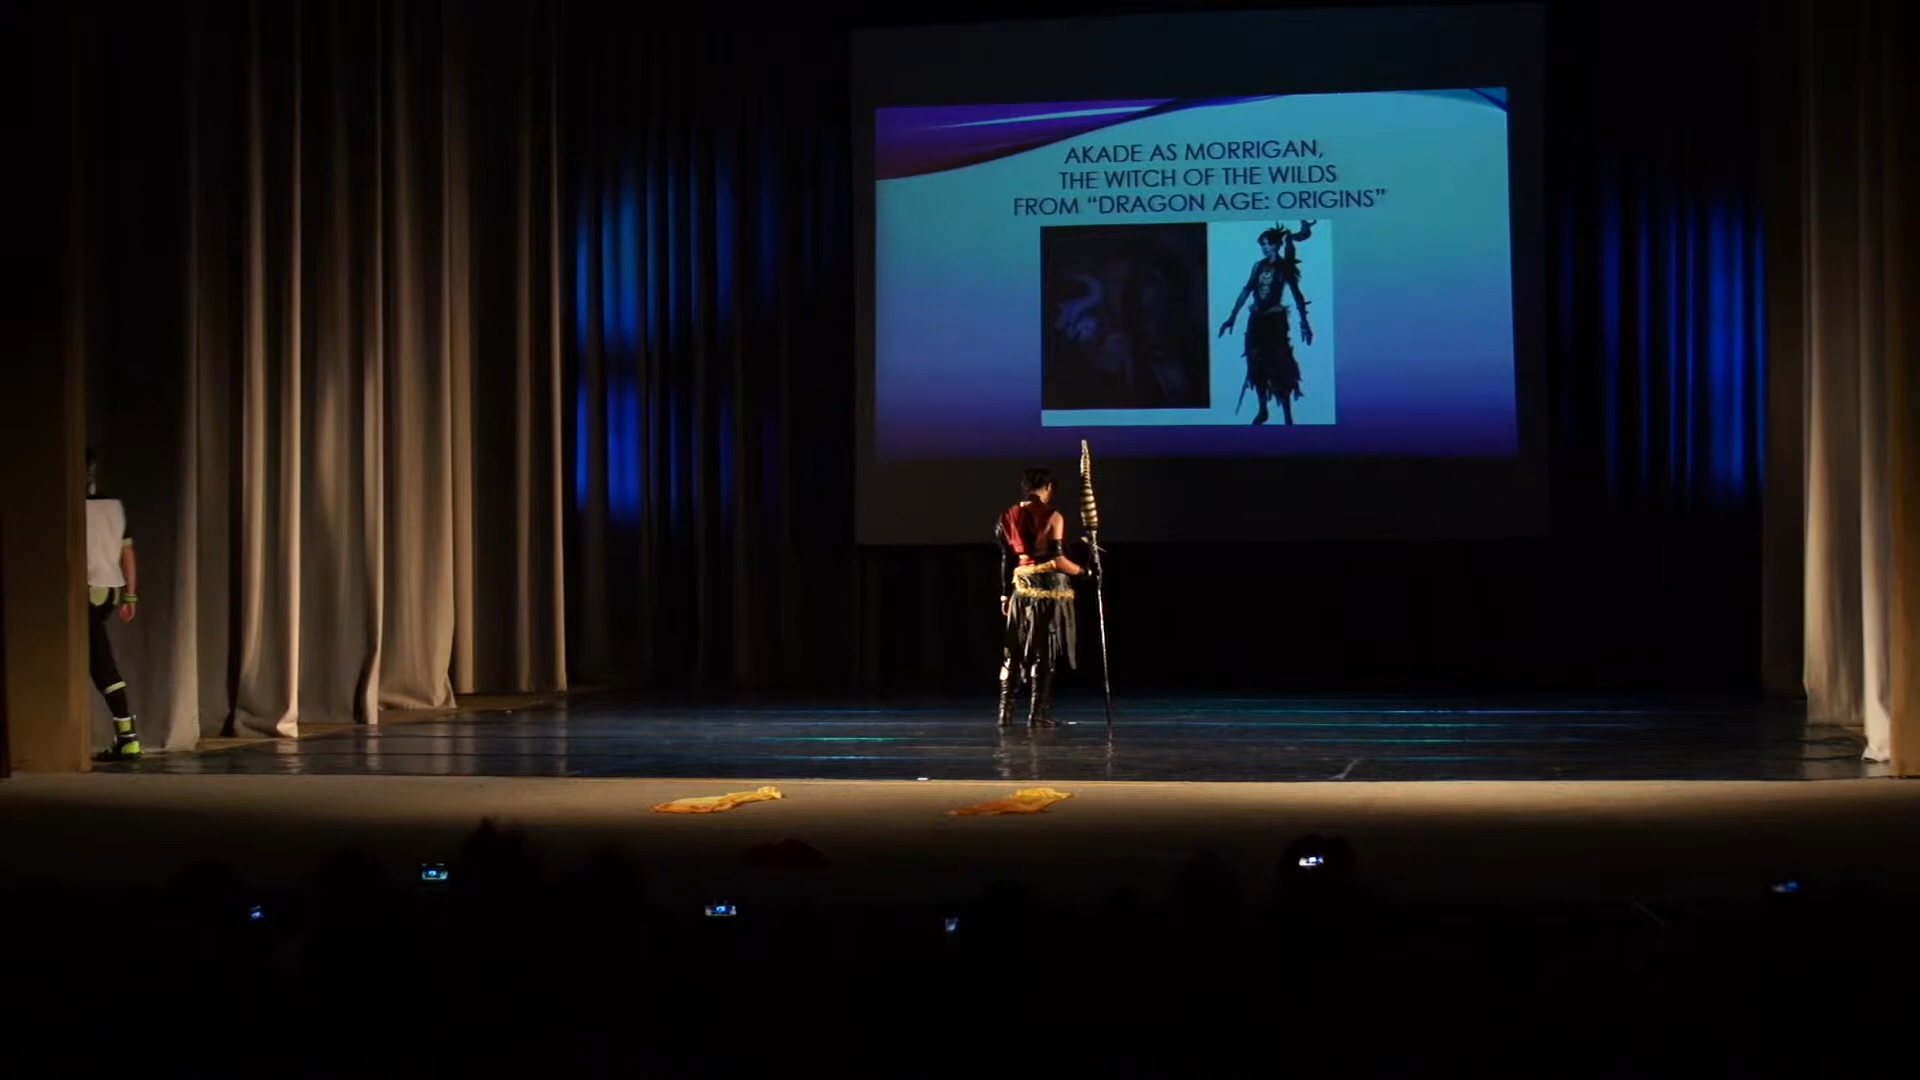 AKADE AS MORRIGAN,
THE WITCH OF THE WILDS
FROM “DRAGON AGE: ORIGINS”